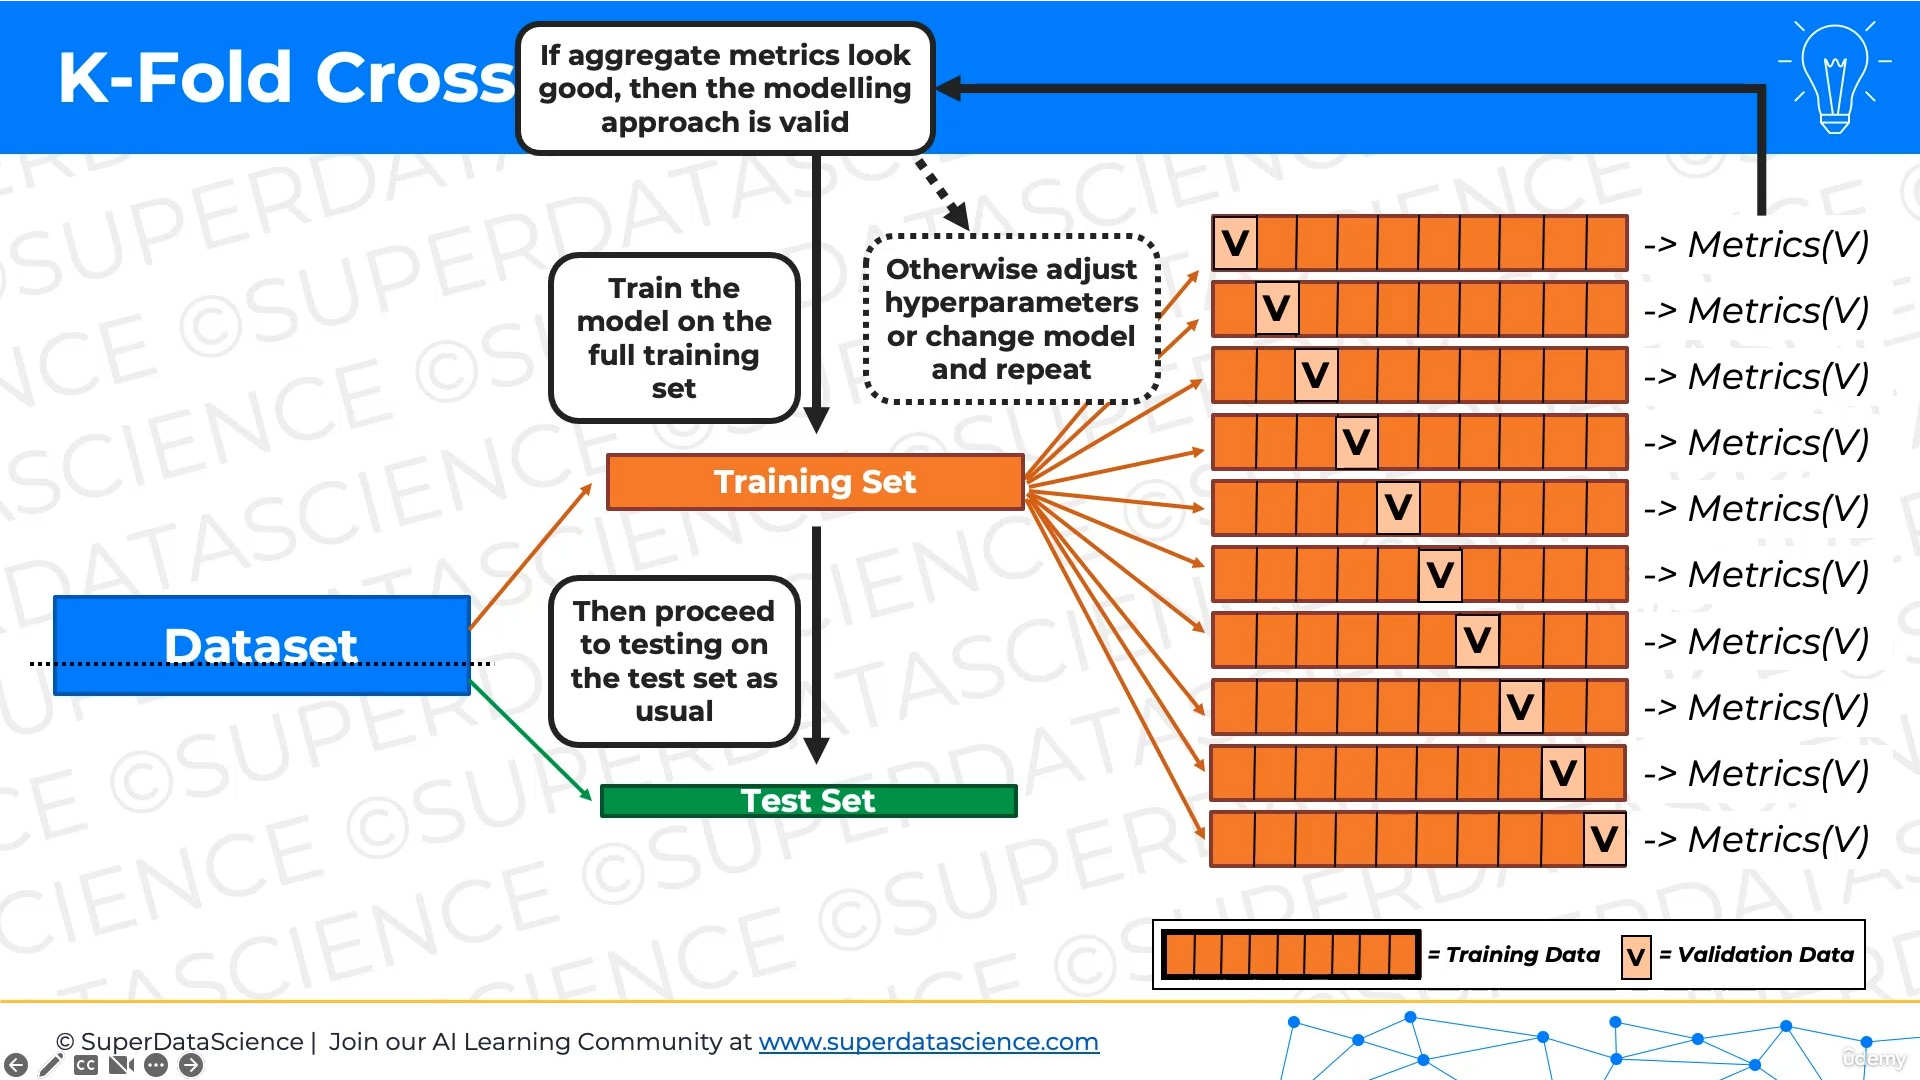 K-Fold Cross
If aggregate metrics look
good, then the modelling
approach is valid
Train the
model on the
full training
set
Otherwise adjust
hyperparameters
or change model
and repeat
Training Set
Then proceed
to testing on
the test set as
usual
Dataset
Test Set
V -> Metrics(V)
V -> Metrics(V)
V -> Metrics(V)
V -> Metrics(V)
V -> Metrics(V)
V -> Metrics(V)
V -> Metrics(V)
V -> Metrics(V)
V -> Metrics(V)
V -> Metrics(V)
= Training Data V = Validation Data
© SuperDataScience | Join our AI Learning Community at www.superdatascience.com
CC
ûdemy
©SUPERDATASCIENCE